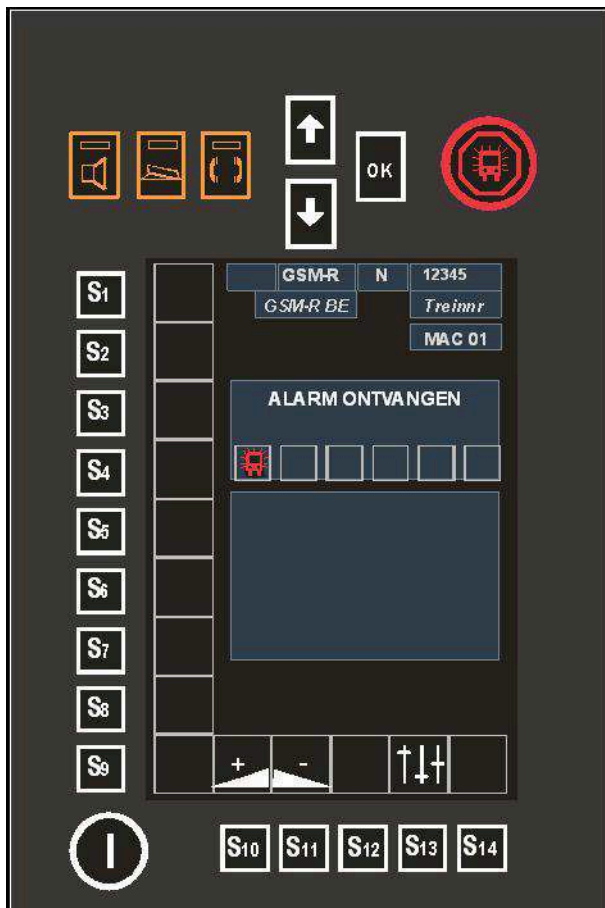 OK
S1
GSM-R N 12345
GSM-R BE Treinnr
MAC 01
S2
S3
ALARM ONTVANGEN
S4
S5
S6
S7
S8
S9
+ -
I
S10 S11 S12 S13 S14